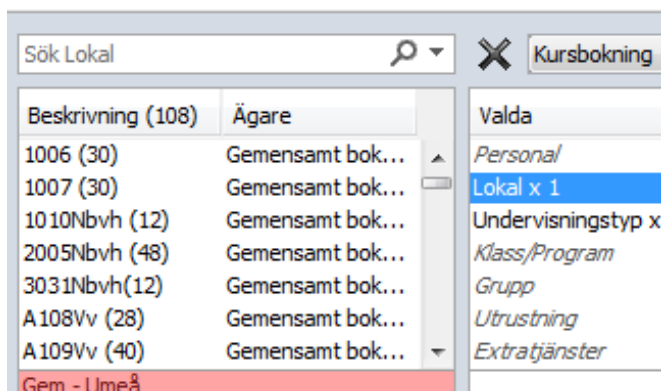 Sök Lokal
Kursbokning
Beskrivning (108) Ägare
1006 (30) Gemensamt bok...
1007 (30) Gemensamt bok...
1010Nbvh (12) Gemensamt bok...
2005Nbvh (48) Gemensamt bok...
3031Nbvh(12) Gemensamt bok...
A108Vv (28) Gemensamt bok...
A109Vv (40) Gemensamt bok...
Gem - Umeå
Valda
Personal
Lokal x 1
Undervisningstyp x
Klass/Program
Grupp
Utrustning
Extratjänster